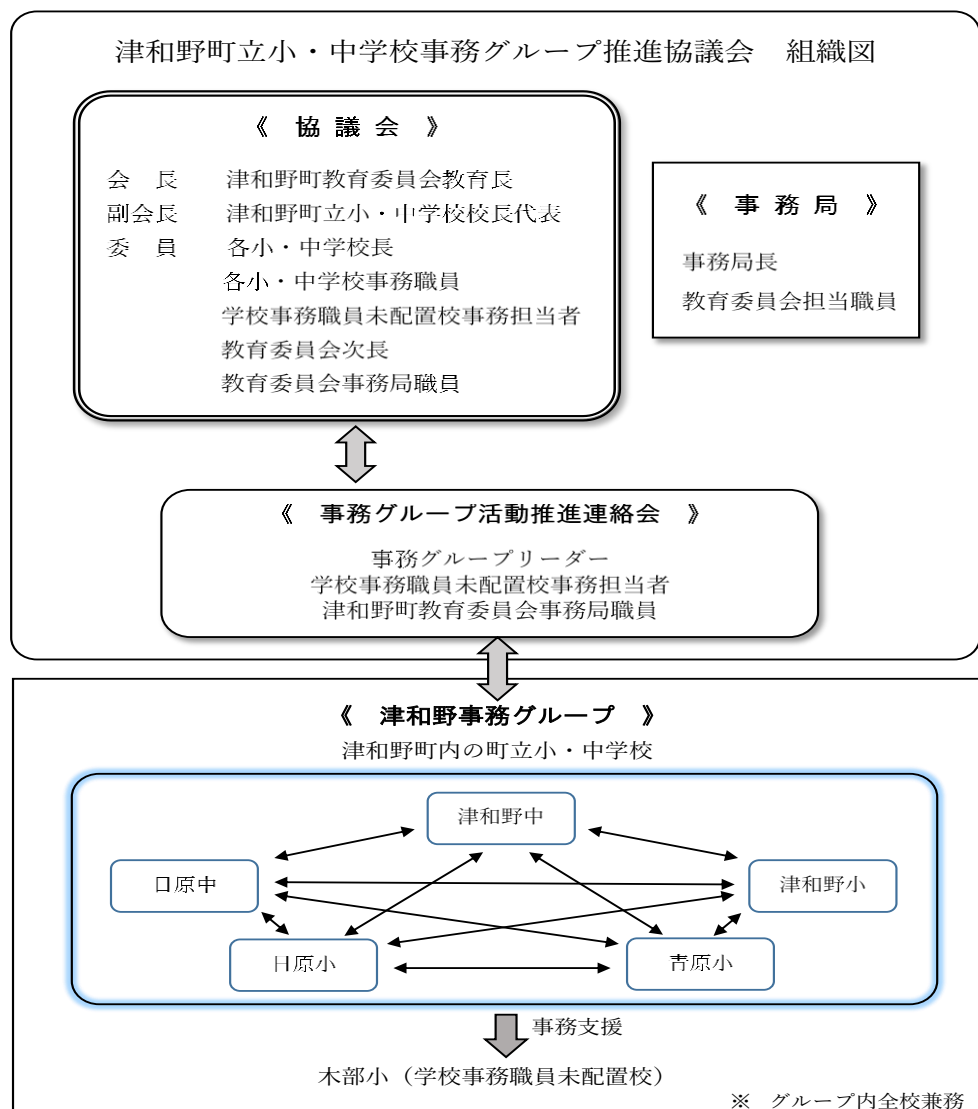 津和野町立小・中学校事務グループ推進協議会　組織図
《　協 議 会　》
会　長　　津和野町教育委員会教育長
副会長　　津和野町立小・中学校校長代表
委　員　　各小・中学校長
各小・中学校事務職員
学校事務職員未配置校事務担当者
教育委員会次長
教育委員会事務局職員
《　事 務 局　》
事務局長
教育委員会担当職員
《　事務グループ活動推進連絡会　》
事務グループリーダー
学校事務職員未配置校事務担当者
津和野町教育委員会事務局職員
《　津和野事務グループ　》
津和野町内の町立小・中学校
津和野中
日原中
津和野小
日原小
青原小
事務支援
木部小（学校事務職員未配置校）
※　グループ内全校兼務